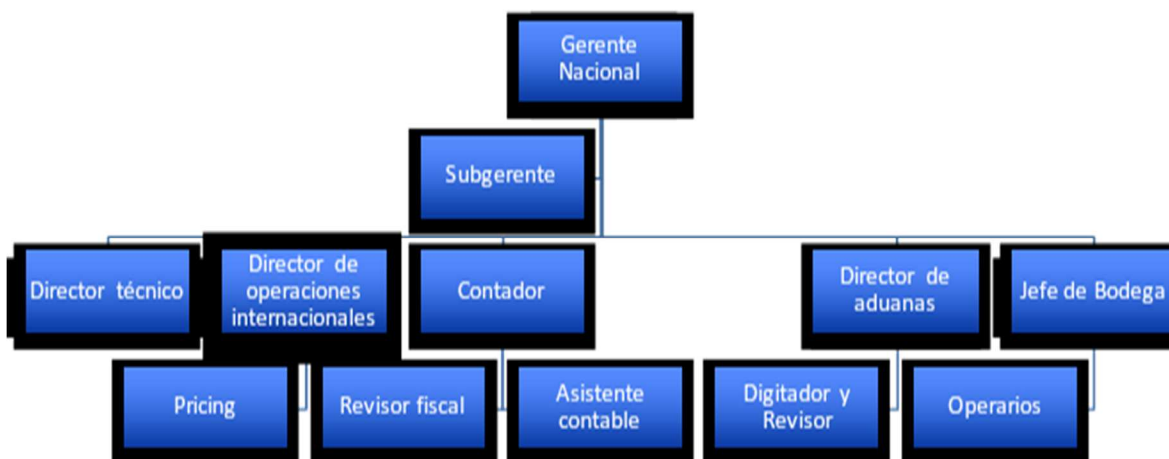 Gerente
Nacional
Subgerente
Director técnico
Director de
operaciones
internacionales
Contador
Director de
aduanas
Jefe de Bodega
Pricing
Revisor fiscal
Asistente
contable
Digitador y
Revisor
Operarios